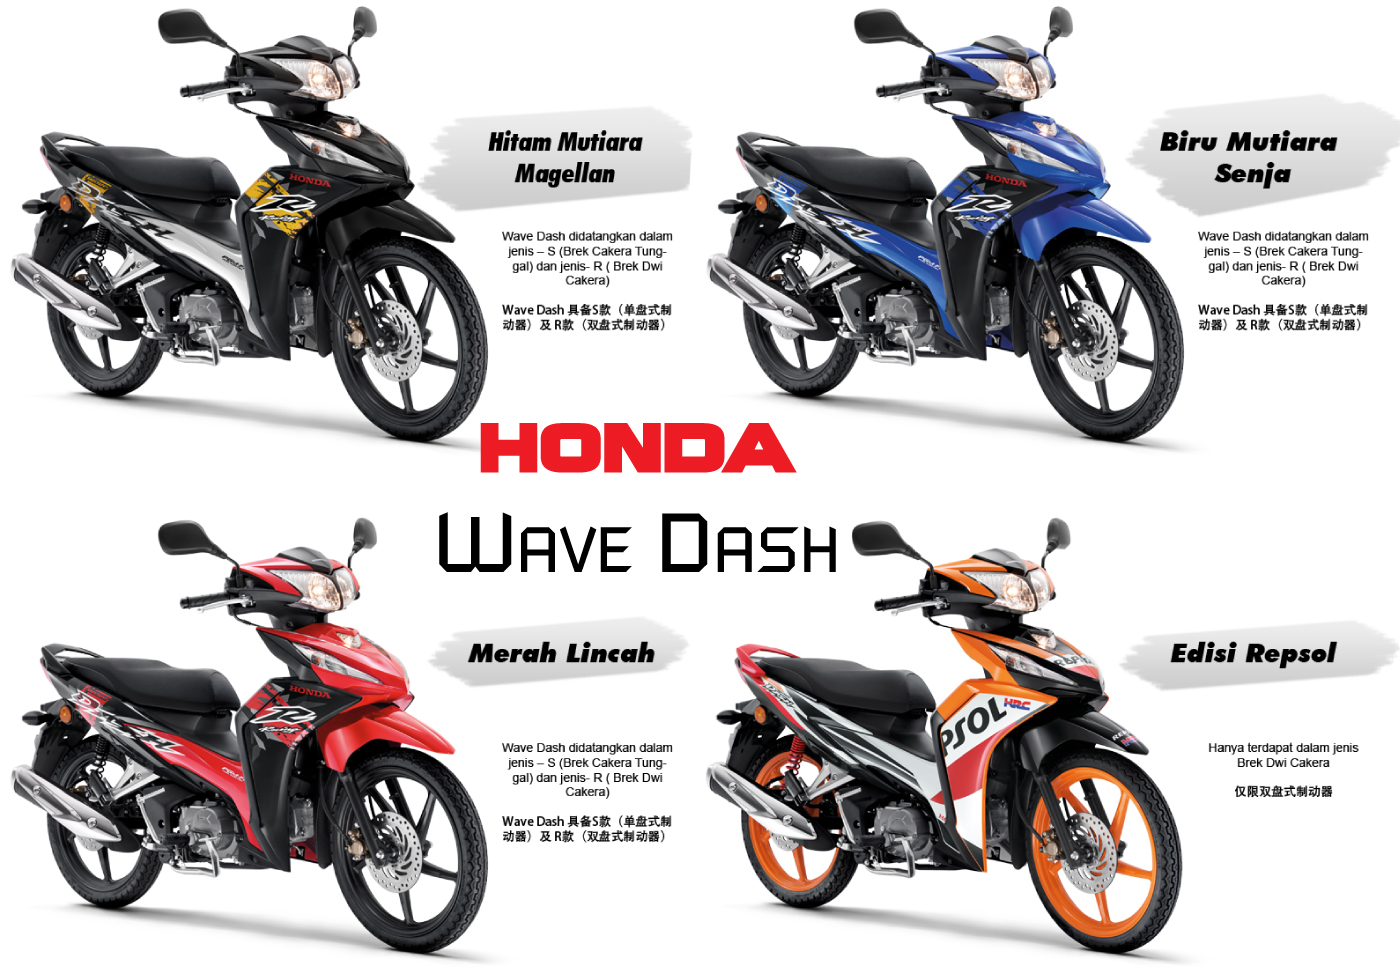 Hitam Mutiara
Magellan
Wave Dash didatangkan dalam
jenis – S (Brek Cakera Tung-
gal) dan jenis- R ( Brek Dwi
Cakera)
Wave Dash 具备S款（单盘式制
动器）及 R款（双盘式制动器）
HONDA
Biru Mutiara
Senja
Wave Dash didatangkan dalam
jenis – S (Brek Cakera Tung-
gal) dan jenis- R ( Brek Dwi
Cakera)
Wave Dash 具备S款（单盘式制
动器）及 R款（双盘式制动器）
HONDA
HONDA
WAVE DASH
Merah Lincah
Wave Dash didatangkan dalam
jenis – S (Brek Cakera Tung-
gal) dan jenis- R ( Brek Dwi
Cakera)
Wave Dash 具备S款（单盘式制
动器）及 R款（双盘式制动器）
HONDA
Edisi Repsol
Hanya terdapat dalam jenis
Brek Dwi Cakera
仅限双盘式制动器
PSOL HRC